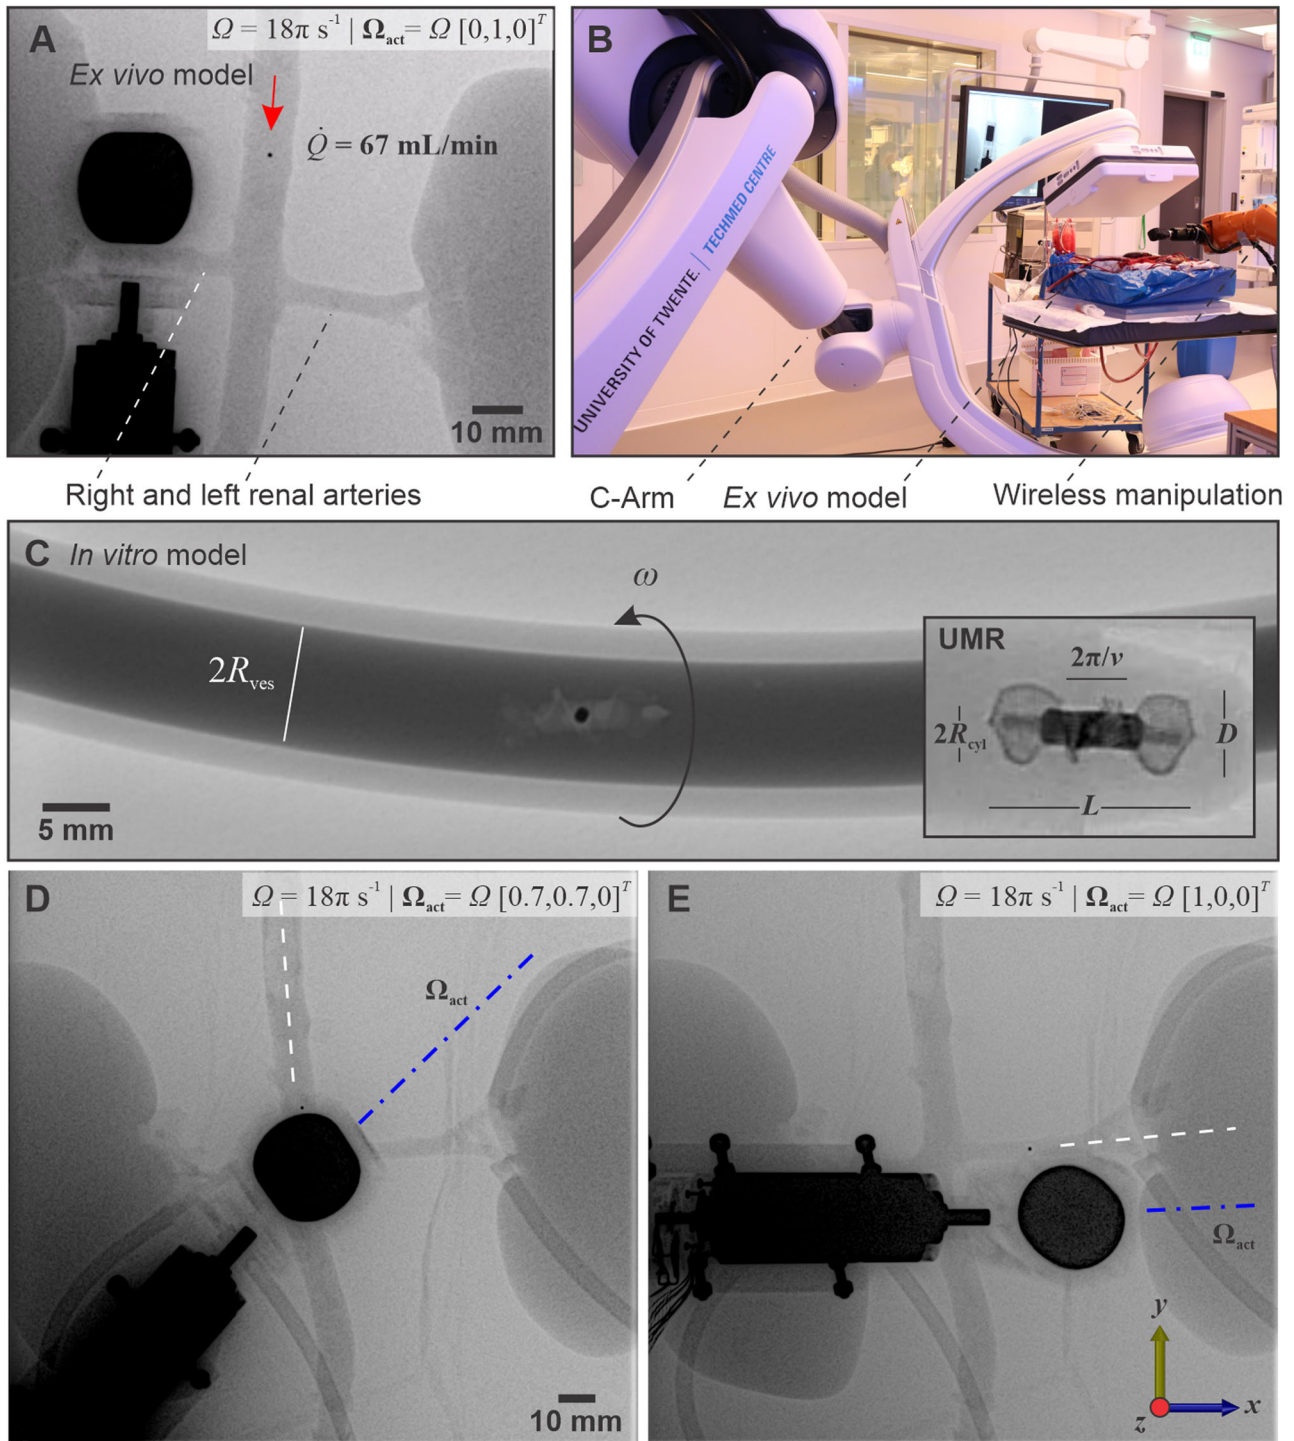 A
Ω = 18π s⁻¹ | Ωact= Ω [0,1,0]ᵀ
Ex vivo model
Q̇ = 67 mL/min
10 mm
Right and left renal arteries
B
UNIVERSITY OF TWENTE. | TECHMED CENTRE
C-Arm
Ex vivo model
Wireless manipulation
C
In vitro model
ω
2Rves
5 mm
UMR
2π/ν
2Rcyl
D
L
D
Ω = 18π s⁻¹ | Ωact= Ω [0.7,0.7,0]ᵀ
Ωact
10 mm
E
Ω = 18π s⁻¹ | Ωact= Ω [1,0,0]ᵀ
Ωact
y
x
z